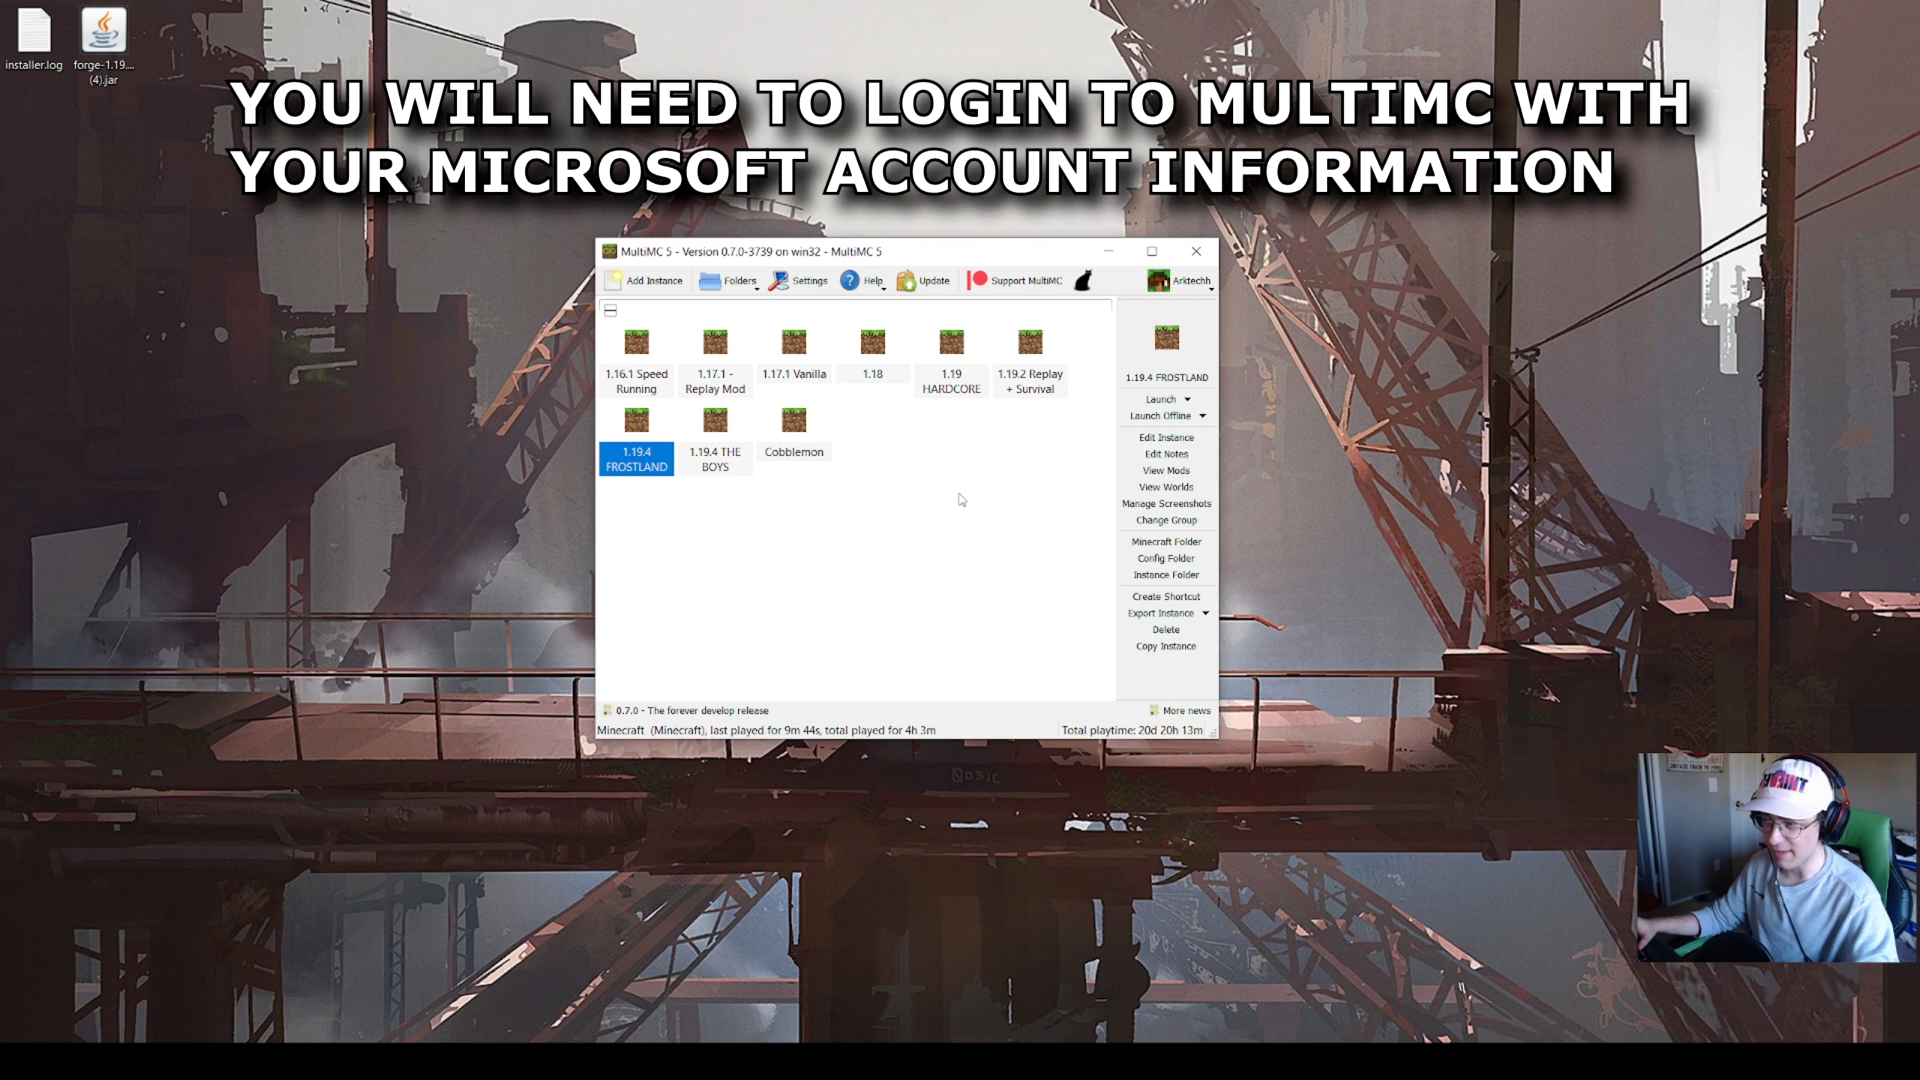 installer.log
forge-1.19....
(4).jar
YOU WILL NEED TO LOGIN TO MULTIMC WITH
YOUR MICROSOFT ACCOUNT INFORMATION
MultiMC 5 - Version 0.7.0-3739 on win32 - MultiMC 5
Add Instance
Folders
Settings
Help
Update
Support MultiMC
Arktechh
1.16.1 Speed
Running
1.17.1 -
Replay Mod
1.17.1 Vanilla
1.18
1.19
HARDCORE
1.19.2 Replay
+ Survival
1.19.4
FROSTLAND
1.19.4 THE
BOYS
Cobblemon
1.19.4 FROSTLAND
Launch
Launch Offline
Edit Instance
Edit Notes
View Mods
View Worlds
Manage Screenshots
Change Group
Minecraft Folder
Config Folder
Instance Folder
Create Shortcut
Export Instance
Delete
Copy Instance
0.7.0 - The forever develop release
More news
Minecraft (Minecraft), last played for 9m 44s, total played for 4h 3m
Total playtime: 20d 20h 13m